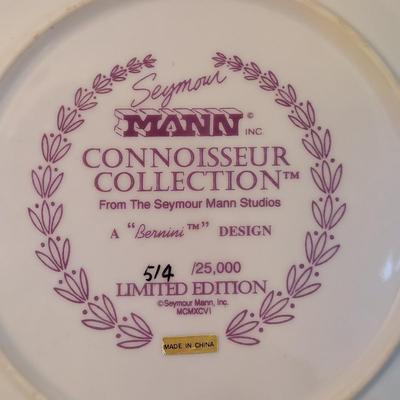 Seymour
MANN © INC.
CONNOISSEUR
COLLECTION™
From The Seymour Mann Studios
A "Bernini™" DESIGN
514 /25,000
LIMITED EDITION
©Seymour Mann, Inc.
MCMXCVI
MADE IN CHINA